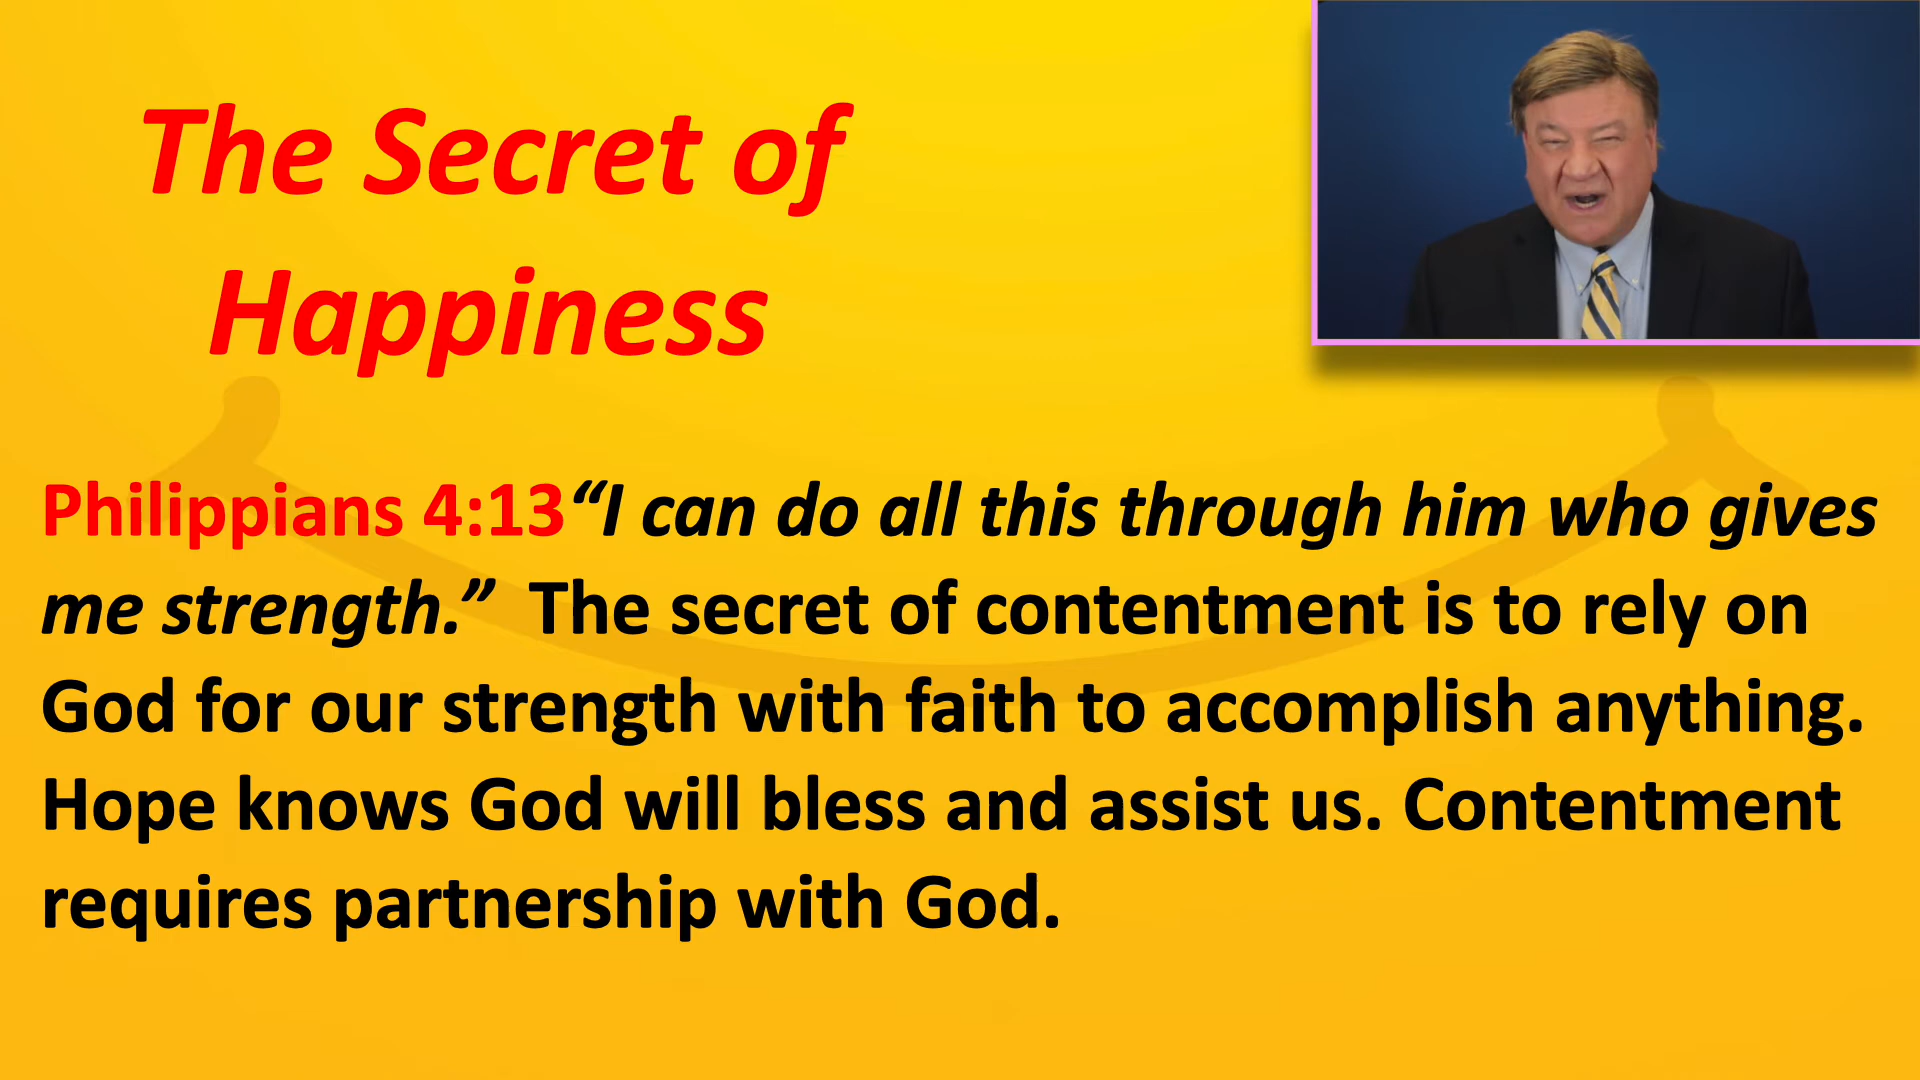 The Secret of
Happiness
Philippians 4:13“I can do all this through him who gives
me strength.”  The secret of contentment is to rely on
God for our strength with faith to accomplish anything.
Hope knows God will bless and assist us. Contentment
requires partnership with God.